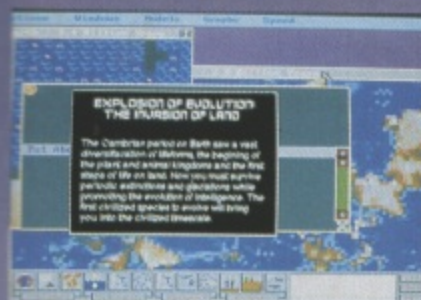 Windows Models Graphs Speed
EXPLOSION OF EVOLUTION:
THE INVASION OF LAND
The Cambrian period on Earth saw a vast
diversification of lifeforms, the begining of
the plant and animal kingdoms and the first
steps of life on land. Now you must survive
periodic extinctions and glaciations while
promoting the evolution of intelligence. The
first civilized species to evolve will bring
you into the civilized timescale.